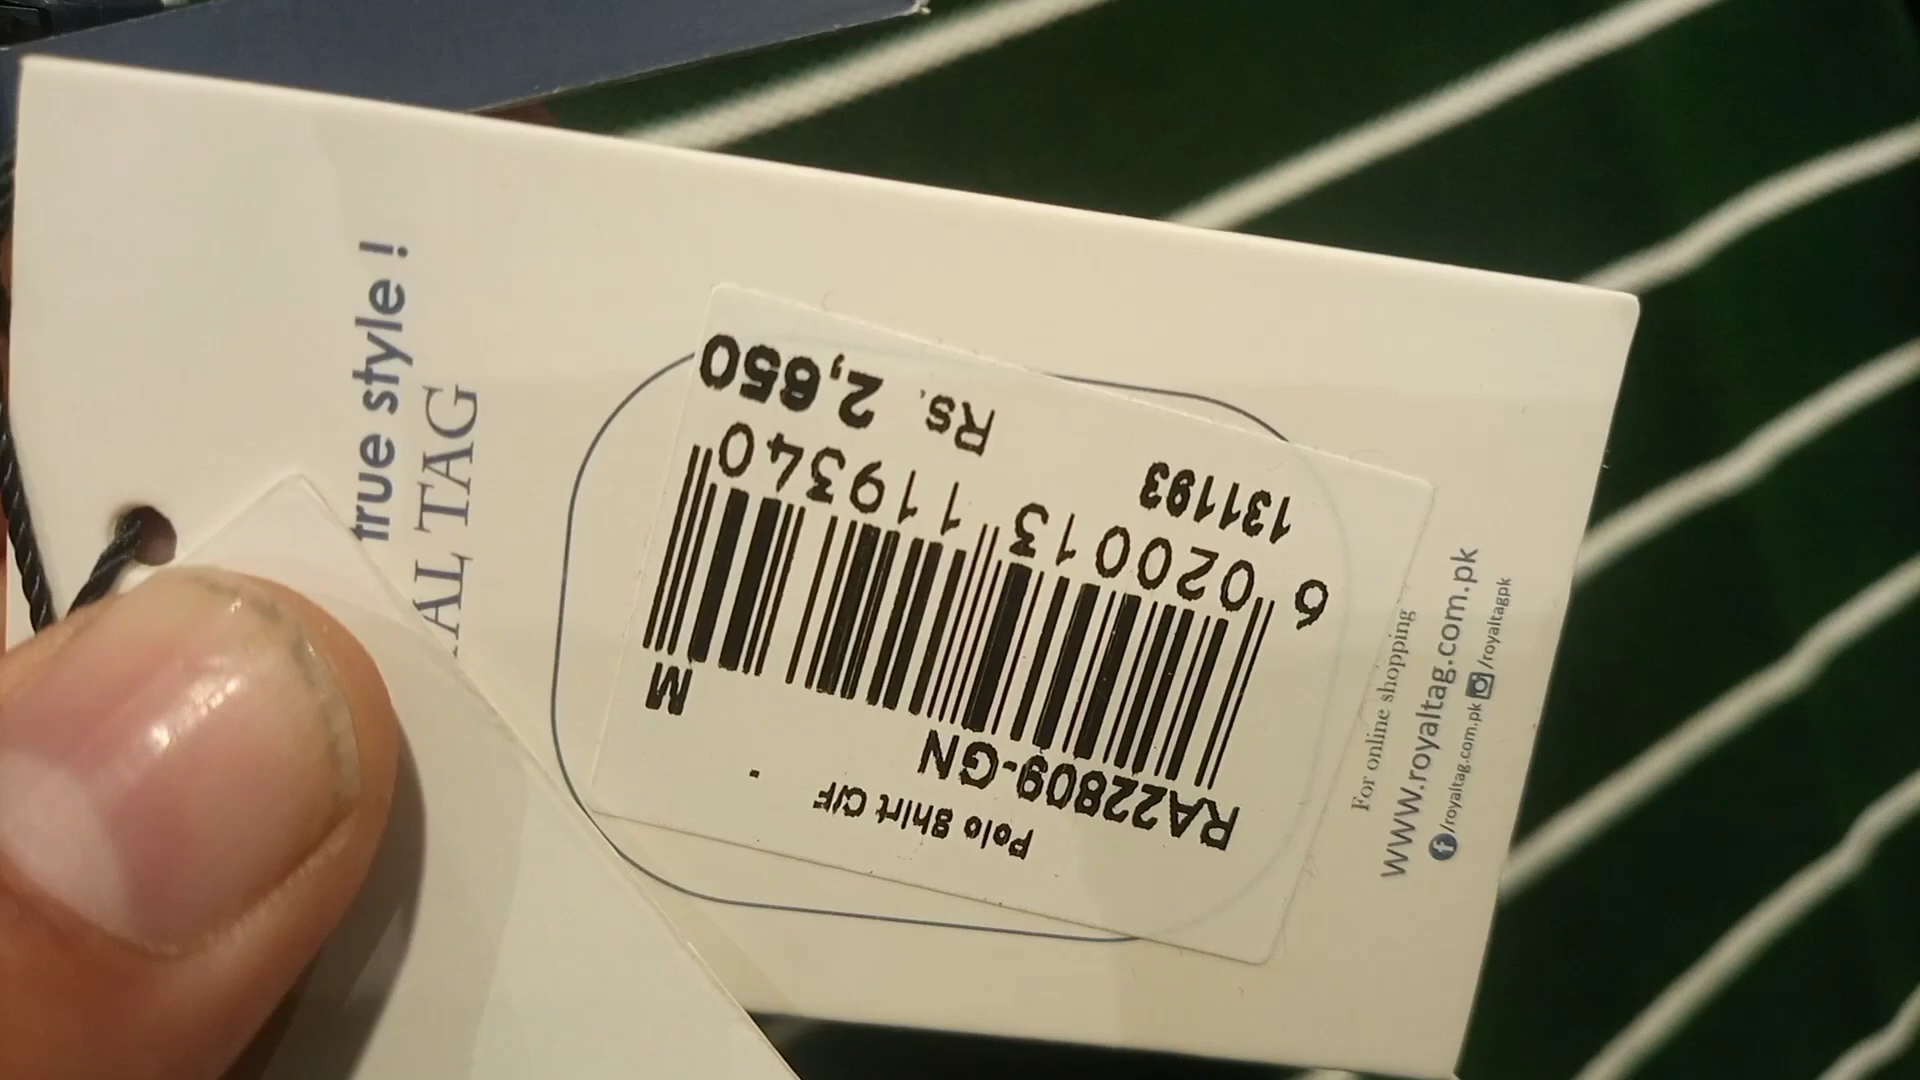 true style !
AL TAG
Polo Shirt C/F -
RA22809-GN
M
6 020013 119340
131193
Rs. 2,650
For online shopping
www.royaltag.com.pk
/royaltag.com.pk /royaltagpk